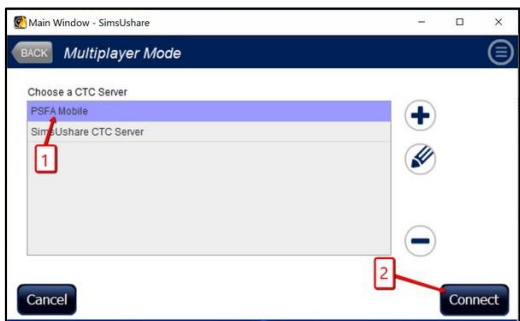 Main Window - SimsUshare
BACK Multiplayer Mode
Choose a CTC Server
PSFA Mobile
SimsUshare CTC Server
1
2
Cancel Connect